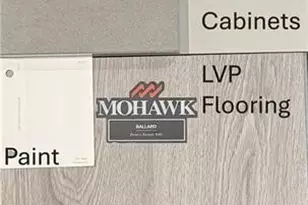 Cabinets
LVP
Flooring
MOHAWK
BALLARD
Paint